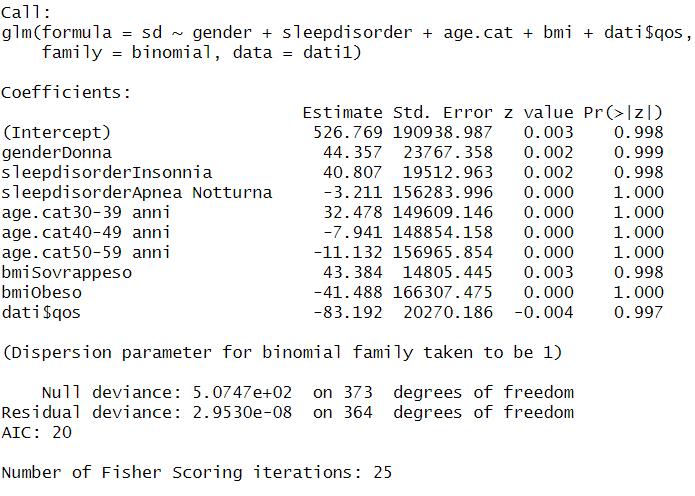 Call:
glm(formula = sd ~ gender + sleepdisorder + age.cat + bmi + dati$qos,
    family = binomial, data = dati1)

Coefficients:
                             Estimate Std. Error z value Pr(>|z|)
(Intercept)                   526.769 190938.987   0.003    0.998
genderDonna                    44.357  23767.358   0.002    0.999
sleepdisorderInsonnia          40.807  19512.963   0.002    0.998
sleepdisorderApnea Notturna    -3.211 156283.996   0.000    1.000
age.cat30-39 anni              32.478 149609.146   0.000    1.000
age.cat40-49 anni              -7.941 148854.158   0.000    1.000
age.cat50-59 anni             -11.132 156965.854   0.000    1.000
bmiSovrappeso                  43.384  14805.445   0.003    0.998
bmiObeso                      -41.488 166307.475   0.000    1.000
dati$qos                      -83.192  20270.186  -0.004    0.997

(Dispersion parameter for binomial family taken to be 1)

    Null deviance: 5.0747e+02  on 373  degrees of freedom
Residual deviance: 2.9530e-08  on 364  degrees of freedom
AIC: 20

Number of Fisher Scoring iterations: 25